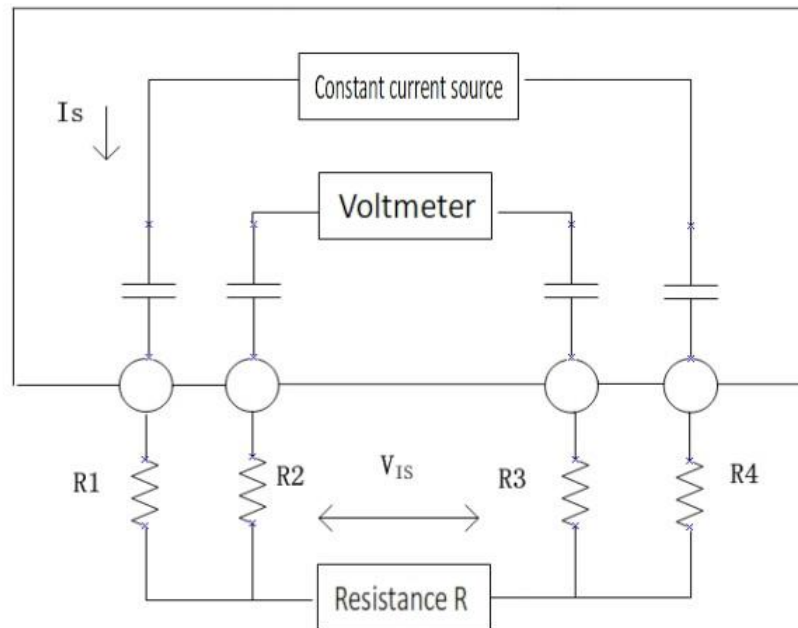 Constant current source
Is
Voltmeter
R1
R2
VIS
R3
R4
Resistance R